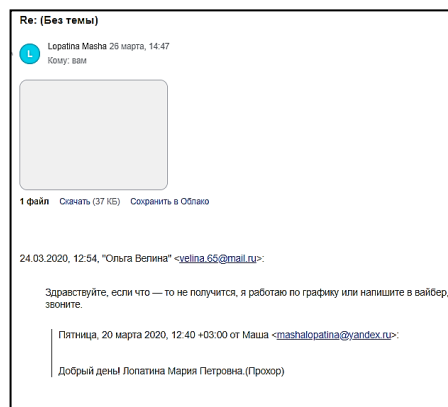 Re: (Без темы)
L
Lopatina Masha 26 марта, 14:47
Кому: вам
1 файл Скачать (37 КБ) Сохранить в Облако
24.03.2020, 12:54, "Ольга Велина" <velina.65@mail.ru>:
Здравствуйте, если что — то не получится, я работаю по графику или напишите в вайбер,
звоните.
Пятница, 20 марта 2020, 12:40 +03:00 от Маша <mashalopatina@yandex.ru>:
Добрый день! Лопатина Мария Петровна.(Прохор)